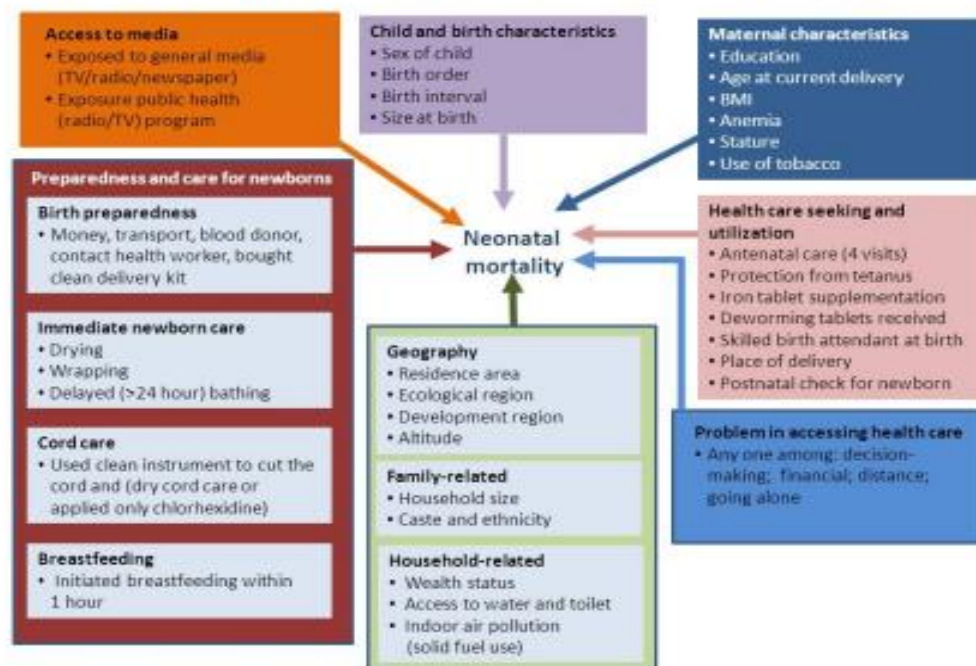 Access to media
• Exposed to general media
(TV/radio/newspaper)
• Exposure public health
(radio/TV) program
Child and birth characteristics
• Sex of child
• Birth order
• Birth interval
• Size at birth
Maternal characteristics
• Education
• Age at current delivery
• BMI
• Anemia
• Stature
• Use of tobacco
Preparedness and care for newborns
Birth preparedness
• Money, transport, blood donor,
contact health worker, bought
clean delivery kit
Immediate newborn care
• Drying
• Wrapping
• Delayed (>24 hour) bathing
Cord care
• Used clean instrument to cut the
cord and (dry cord care or
applied only chlorhexidine)
Breastfeeding
• Initiated breastfeeding within
1 hour
Neonatal
mortality
Geography
• Residence area
• Ecological region
• Development region
• Altitude
Family-related
• Household size
• Caste and ethnicity
Household-related
• Wealth status
• Access to water and toilet
• Indoor air pollution
(solid fuel use)
Health care seeking and
utilization
• Antenatal care (4 visits)
• Protection from tetanus
• Iron tablet supplementation
• Deworming tablets received
• Skilled birth attendant at birth
• Place of delivery
• Postnatal check for newborn
Problem in accessing health care
• Any one among: decision-
making; financial; distance;
going alone